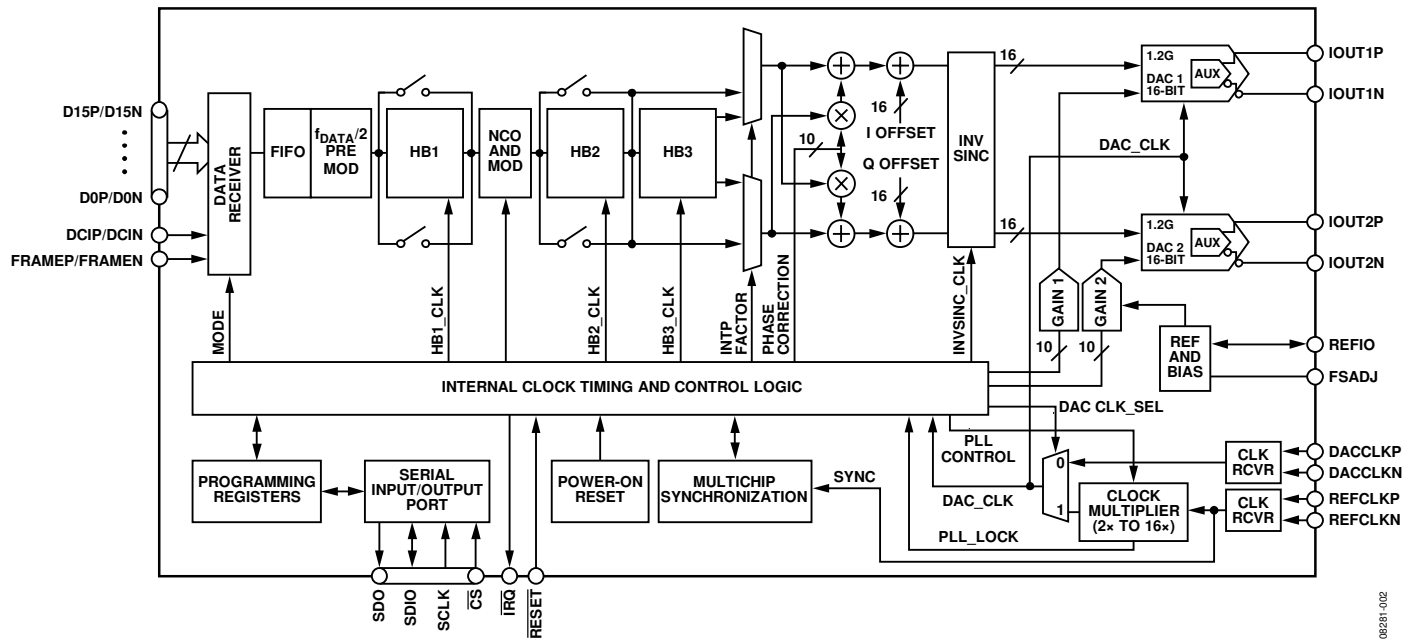 D15P/D15N
D0P/D0N
DCIP/DCIN
FRAMEP/FRAMEN
DATA
RECEIVER
FIFO
fDATA/2
PRE
MOD
HB1
NCO
AND
MOD
HB2
HB3
16
I OFFSET
10
Q OFFSET
16
INV
SINC
16
16
1.2G
DAC 1
16-BIT
AUX
DAC_CLK
1.2G
DAC 2
16-BIT
AUX
IOUT1P
IOUT1N
IOUT2P
IOUT2N
MODE
HB1_CLK
HB2_CLK
HB3_CLK
INTP
FACTOR
PHASE
CORRECTION
INVSINC_CLK
GAIN 1
GAIN 2
10
10
REF
AND
BIAS
REFIO
FSADJ
INTERNAL CLOCK TIMING AND CONTROL LOGIC
DAC CLK_SEL
PLL
CONTROL
0
1
DAC_CLK
PLL_LOCK
CLOCK
MULTIPLIER
(2× TO 16×)
CLK
RCVR
CLK
RCVR
DACCLKP
DACCLKN
REFCLKP
REFCLKN
PROGRAMMING
REGISTERS
SERIAL
INPUT/OUTPUT
PORT
POWER-ON
RESET
MULTICHIP
SYNCHRONIZATION
SYNC
SDO
SDIO
SCLK
CS
IRQ
RESET
08281-002